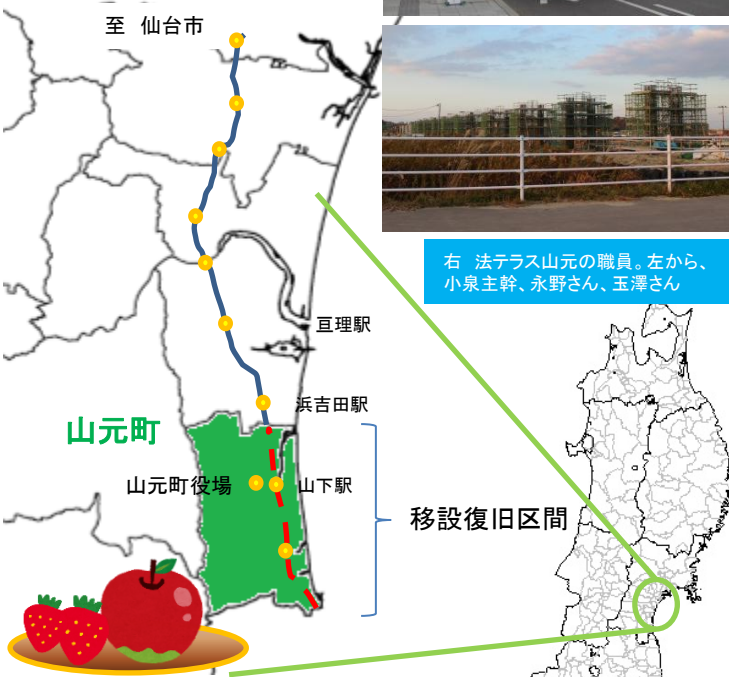 至 仙台市
右 法テラス山元の職員。左から、
小泉主幹、永野さん、玉澤さん
亘理駅
浜吉田駅
山元町
山元町役場
山下駅
移設復旧区間